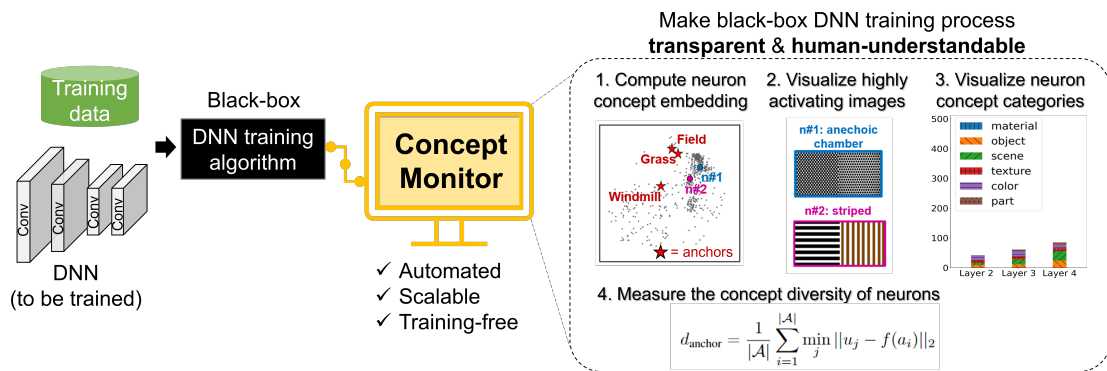 Make black-box DNN training process
transparent & human-understandable
Training
data
Black-box
DNN training
algorithm
Concept
Monitor
Conv
Conv
Conv
Conv
DNN
(to be trained)
✓ Automated
✓ Scalable
✓ Training-free
1. Compute neuron
concept embedding
Field
Grass
n#1
n#2
Windmill
= anchors
2. Visualize highly
activating images
n#1: anechoic
chamber
n#2: striped
3. Visualize neuron
concept categories
500
400
300
200
100
0
material
object
scene
texture
color
part
Layer 2 Layer 3 Layer 4
4. Measure the concept diversity of neurons
d_anchor = 1/|A| ∑_{i=1}^{|A|} min_j ||u_j − f(a_i)||_2